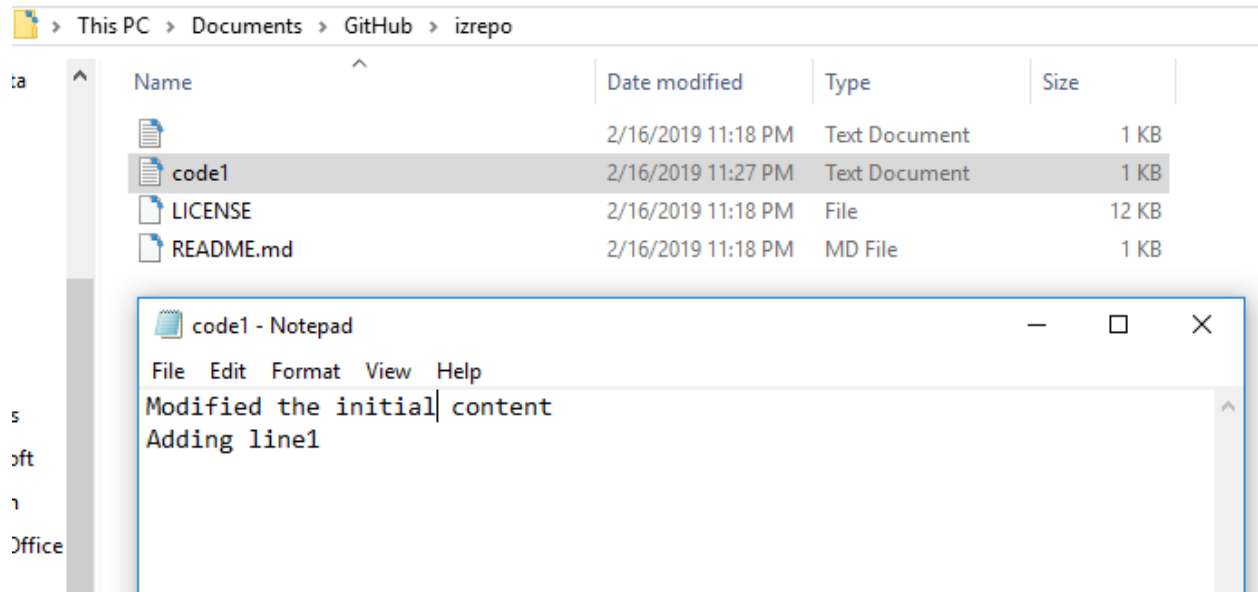 This PC > Documents > GitHub > izrepo
Name Date modified Type Size
2/16/2019 11:18 PM Text Document 1 KB
code1 2/16/2019 11:27 PM Text Document 1 KB
LICENSE 2/16/2019 11:18 PM File 12 KB
README.md 2/16/2019 11:18 PM MD File 1 KB
code1 - Notepad
File Edit Format View Help
Modified the initial content
Adding line1
Office